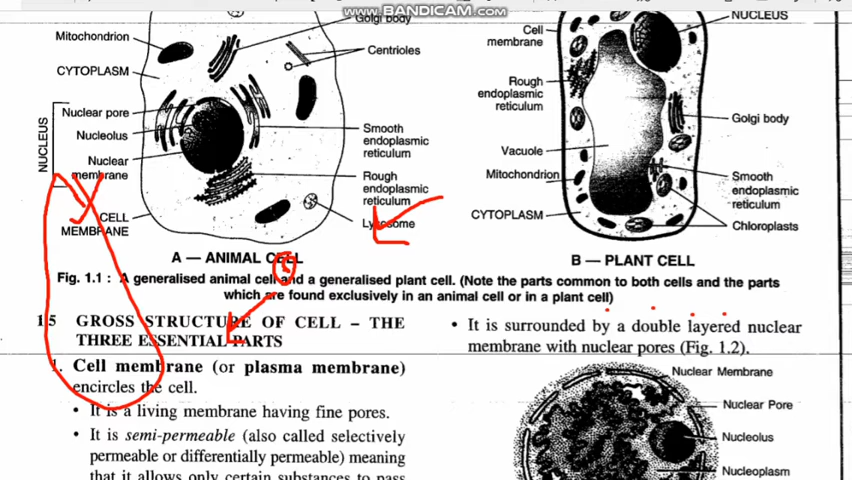 www.BANDICAM.com
Golgi body
Mitochondrion
Centrioles
CYTOPLASM
Nuclear pore
Nucleolus
NUCLEUS
Nuclear
membrane
Smooth
endoplasmic
reticulum
Rough
endoplasmic
reticulum
CELL
MEMBRANE
Lysosome
A — ANIMAL CELL
NUCLEUS
Cell
membrane
Rough
endoplasmic
reticulum
Golgi body
Vacuole
Mitochondrion
Smooth
endoplasmic
reticulum
CYTOPLASM
Chloroplasts
B — PLANT CELL
Fig. 1.1 : A generalised animal cell and a generalised plant cell. (Note the parts common to both cells and the parts
which are found exclusively in an animal cell or in a plant cell)
1.5 GROSS STRUCTURE OF CELL – THE
THREE ESSENTIAL PARTS
1. Cell membrane (or plasma membrane)
encircles the cell.
• It is a living membrane having fine pores.
• It is semi-permeable (also called selectively
permeable or differentially permeable) meaning
that it allows only certain substances to pass
• It is surrounded by a double layered nuclear
membrane with nuclear pores (Fig. 1.2).
Nuclear Membrane
Nuclear Pore
Nucleolus
Nucleoplasm